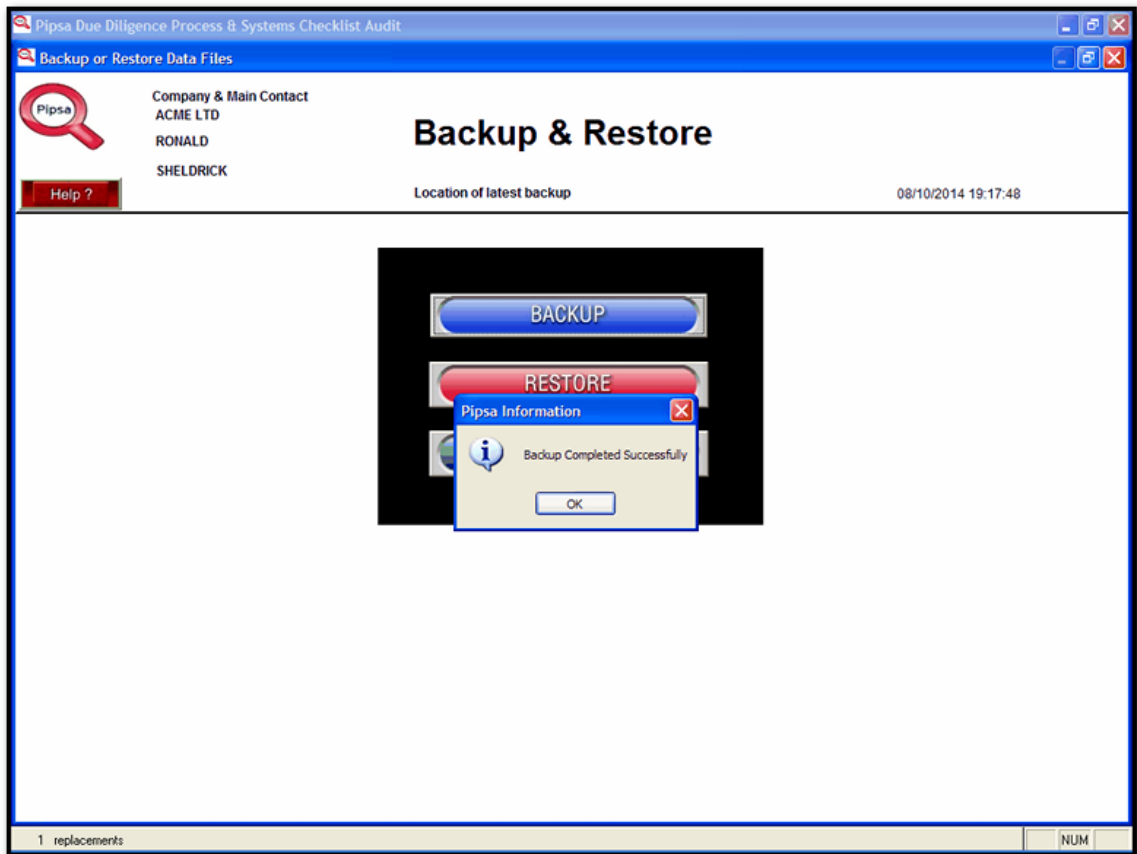 Pipsa Due Diligence Process & Systems Checklist Audit
Backup or Restore Data Files
Pipsa
Company & Main Contact
ACME LTD
RONALD
SHELDRICK
Backup & Restore
Help ?
Location of latest backup
08/10/2014 19:17:48
BACKUP
RESTORE
Pipsa Information
Backup Completed Successfully
OK
1 replacements
NUM